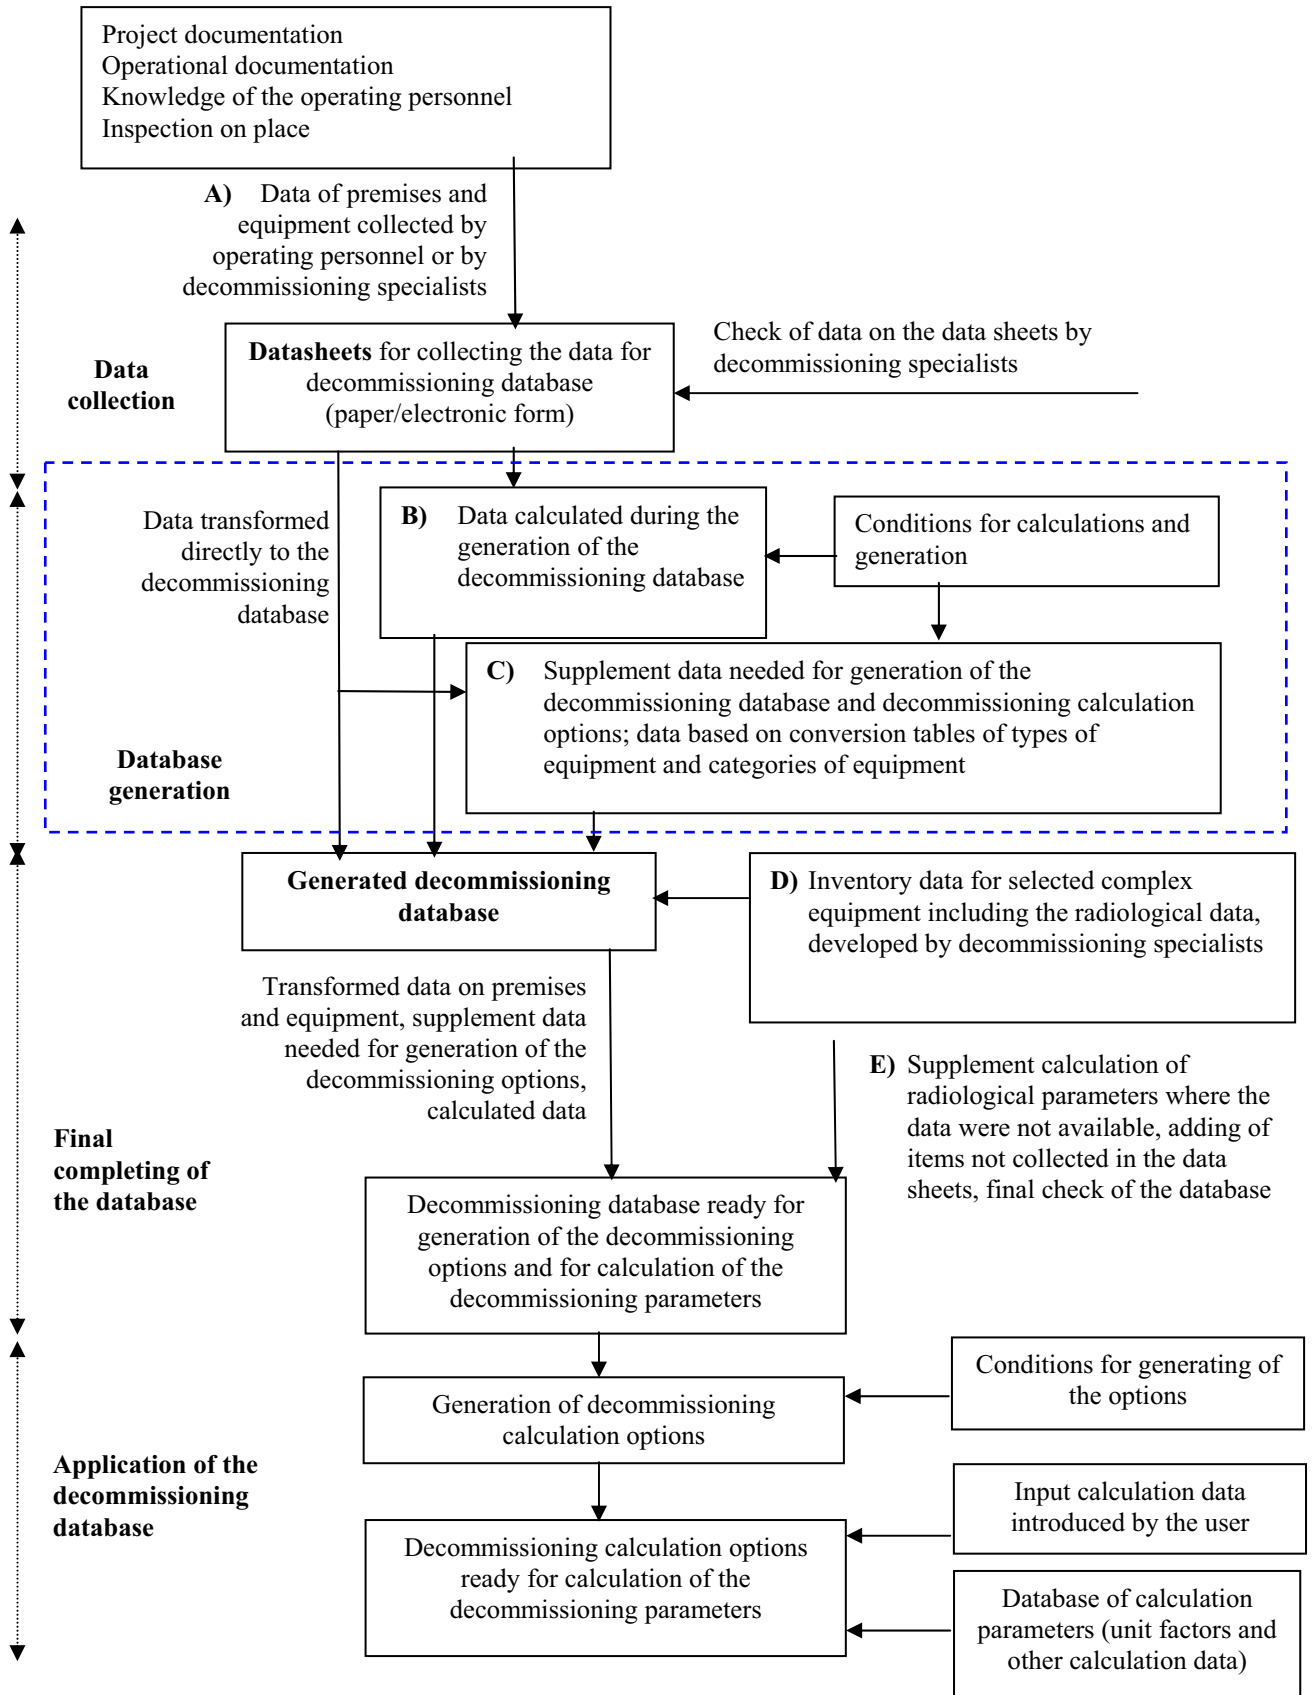 Project documentation
Operational documentation
Knowledge of the operating personnel
Inspection on place
A) Data of premises and
equipment collected by
operating personnel or by
decommissioning specialists
Data
collection
Datasheets for collecting the data for
decommissioning database
(paper/electronic form)
Check of data on the data sheets by
decommissioning specialists
Data transformed
directly to the
decommissioning
database
B) Data calculated during the
generation of the
decommissioning database
Conditions for calculations and
generation
C) Supplement data needed for generation of the
decommissioning database and decommissioning calculation
options; data based on conversion tables of types of
equipment and categories of equipment
Database
generation
Generated decommissioning
database
D) Inventory data for selected complex
equipment including the radiological data,
developed by decommissioning specialists
Transformed data on premises
and equipment, supplement data
needed for generation of the
decommissioning options,
calculated data
E) Supplement calculation of
radiological parameters where the
data were not available, adding of
items not collected in the data
sheets, final check of the database
Final
completing of
the database
Decommissioning database ready for
generation of the decommissioning
options and for calculation of the
decommissioning parameters
Generation of decommissioning
calculation options
Conditions for generating of
the options
Application of the
decommissioning
database
Input calculation data
introduced by the user
Decommissioning calculation options
ready for calculation of the
decommissioning parameters
Database of calculation
parameters (unit factors and
other calculation data)